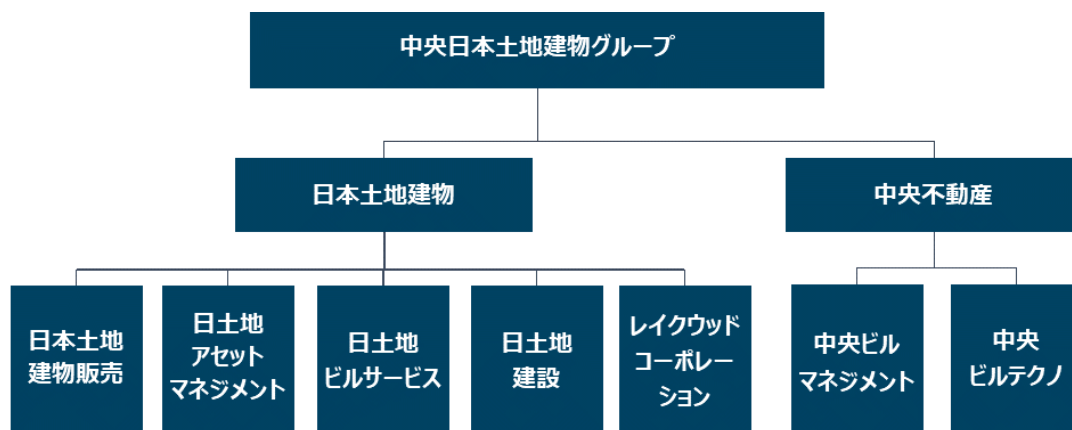 中央日本土地建物グループ
日本土地建物
中央不動産
日本土地
建物販売
日土地
アセット
マネジメント
日土地
ビルサービス
日土地
建設
レイクウッド
コーポレー
ション
中央ビル
マネジメント
中央
ビルテクノ